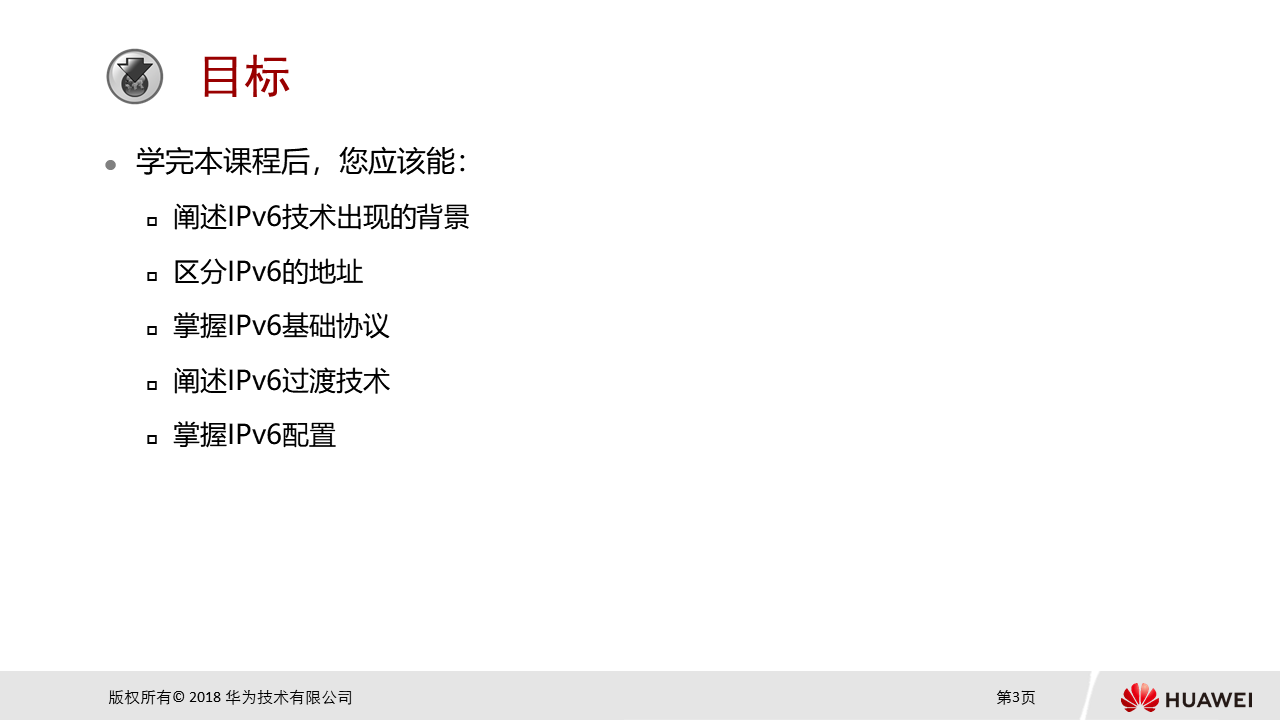 目标
学完本课程后，您应该能：
阐述IPv6技术出现的背景
区分IPv6的地址
掌握IPv6基础协议
阐述IPv6过渡技术
掌握IPv6配置
版权所有© 2018 华为技术有限公司
第3页
HUAWEI